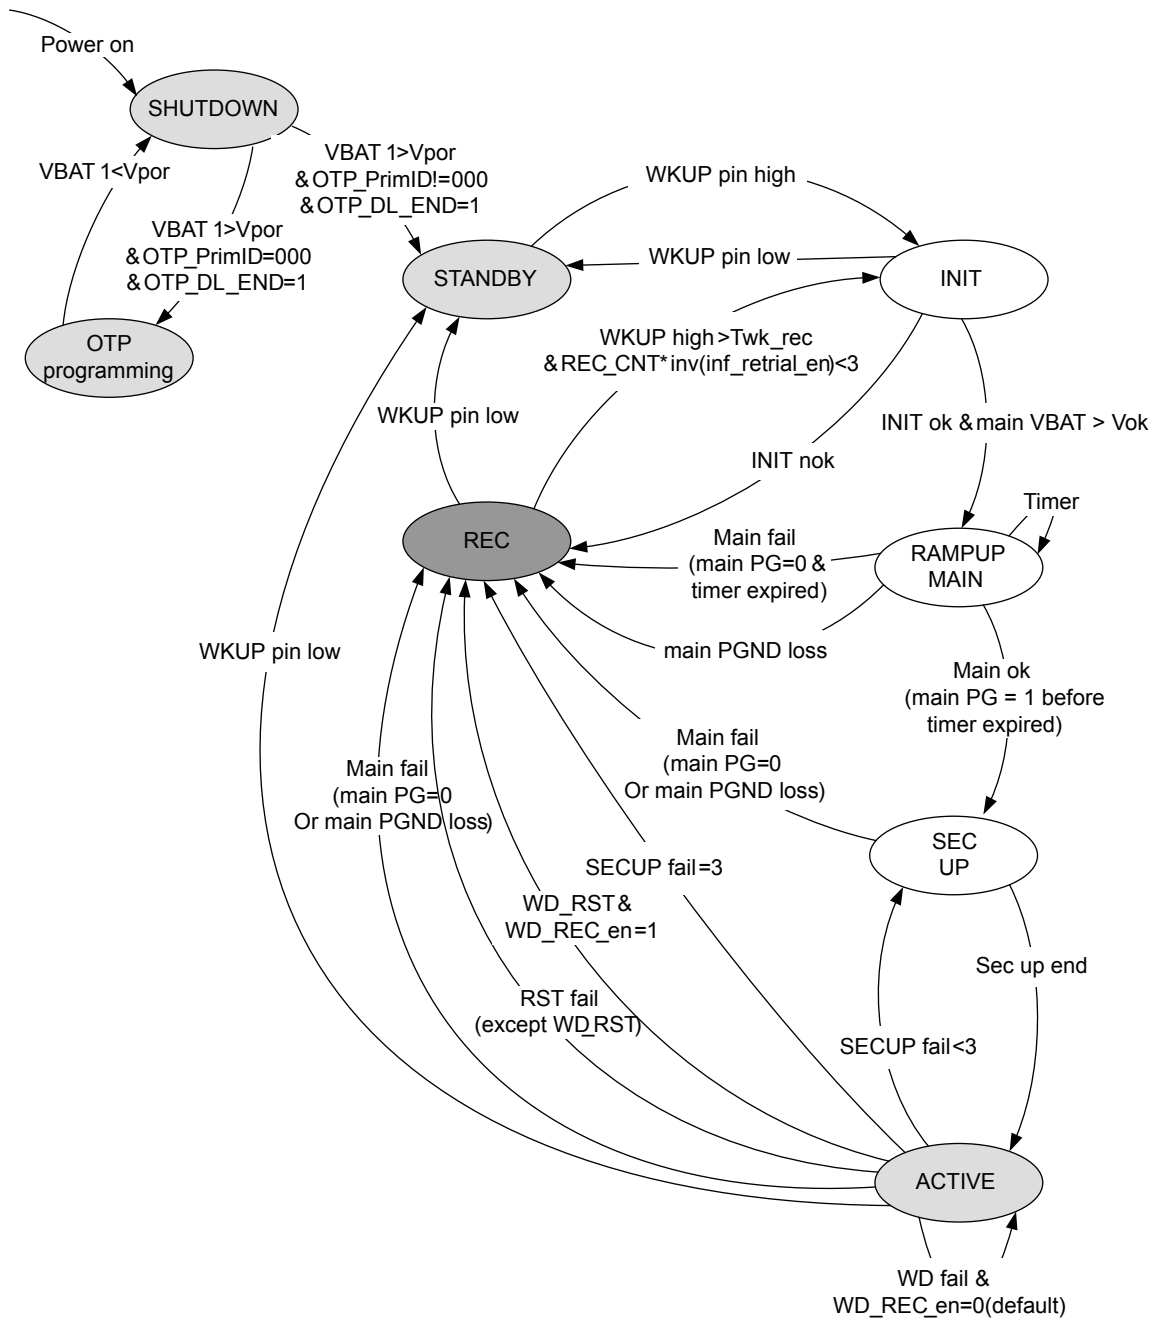 Power on
SHUTDOWN
VBAT 1<Vpor
VBAT 1>Vpor
& OTP_PrimID!=000
& OTP_DL_END=1
VBAT 1>Vpor
& OTP_PrimID=000
& OTP_DL_END=1
OTP
programming
WKUP pin high
WKUP pin low
STANDBY
INIT
WKUP high>Twk_rec
& REC_CNT*inv(inf_retrial_en)<3
WKUP pin low
INIT ok & main VBAT > Vok
INIT nok
Timer
REC
Main fail
(main PG=0 &
timer expired)
RAMPUP
MAIN
WKUP pin low
main PGND loss
Main ok
(main PG = 1 before
timer expired)
Main fail
(main PG=0
Or main PGND loss)
Main fail
(main PG=0
Or main PGND loss)
SEC
UP
SECUP fail=3
WD_RST &
WD_REC_en=1
Sec up end
RST fail
(except WD_RST)
SECUP fail<3
ACTIVE
WD fail &
WD_REC_en=0(default)